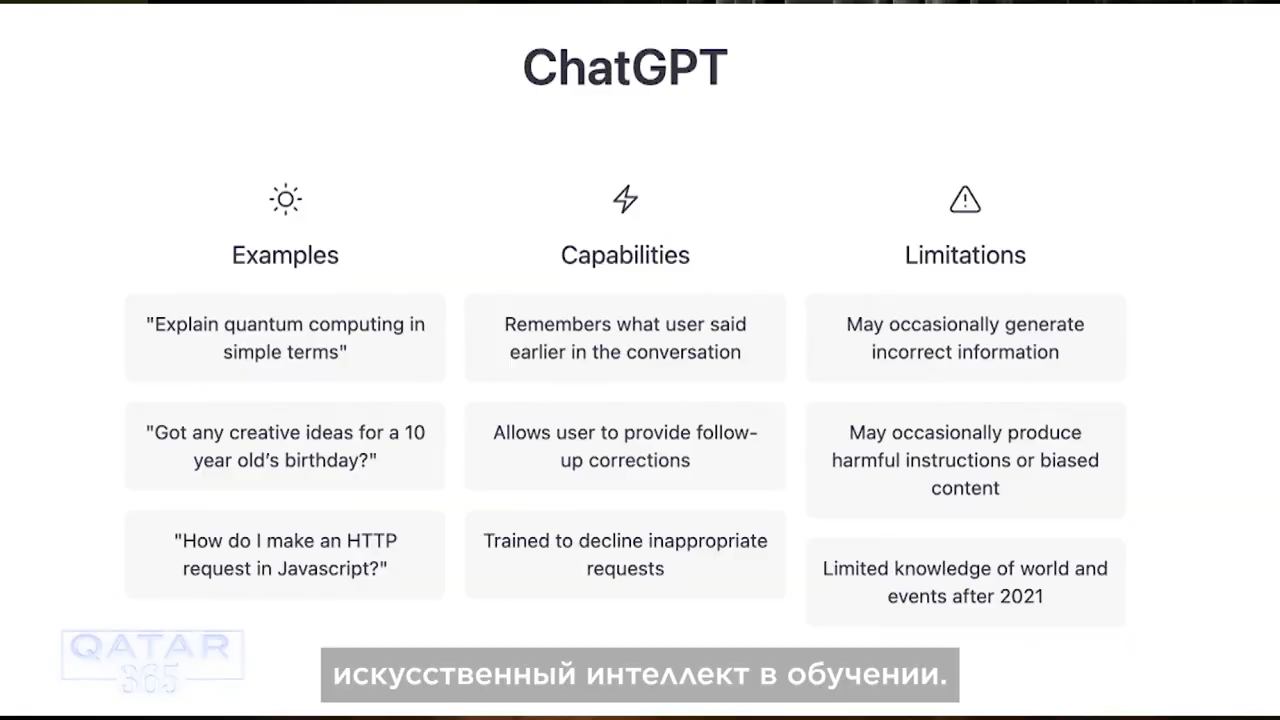 ChatGPT
Examples
"Explain quantum computing in
simple terms"
"Got any creative ideas for a 10
year old's birthday?"
"How do I make an HTTP
request in Javascript?"
Capabilities
Remembers what user said
earlier in the conversation
Allows user to provide follow-
up corrections
Trained to decline inappropriate
requests
Limitations
May occasionally generate
incorrect information
May occasionally produce
harmful instructions or biased
content
Limited knowledge of world and
events after 2021
QATAR
365
искусственный интеллект в обучении.